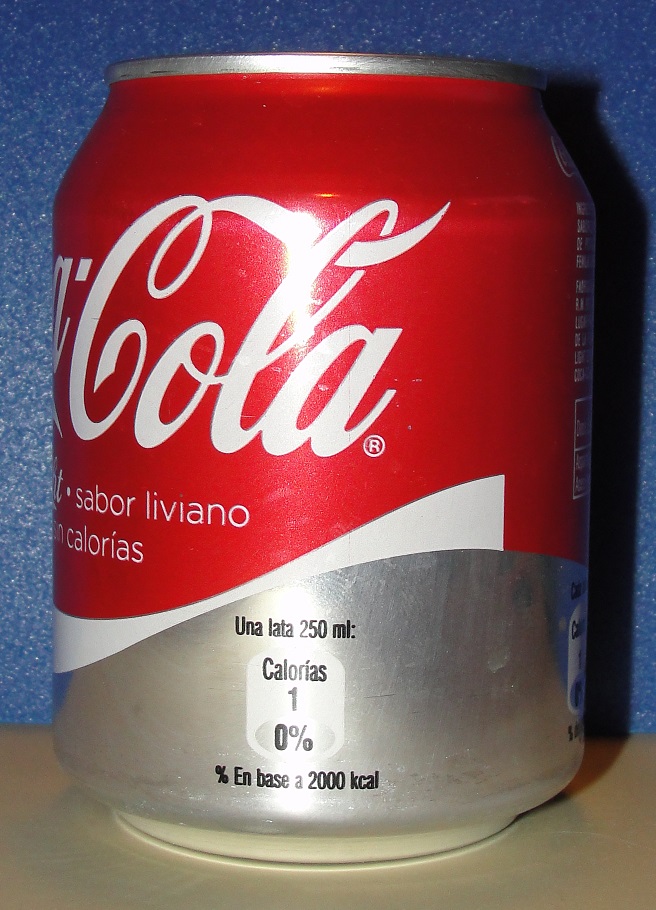 a-Cola®
t • sabor liviano
n calorías
Una lata 250 ml:
Calorías
1
0%
% En base a 2000 kcal